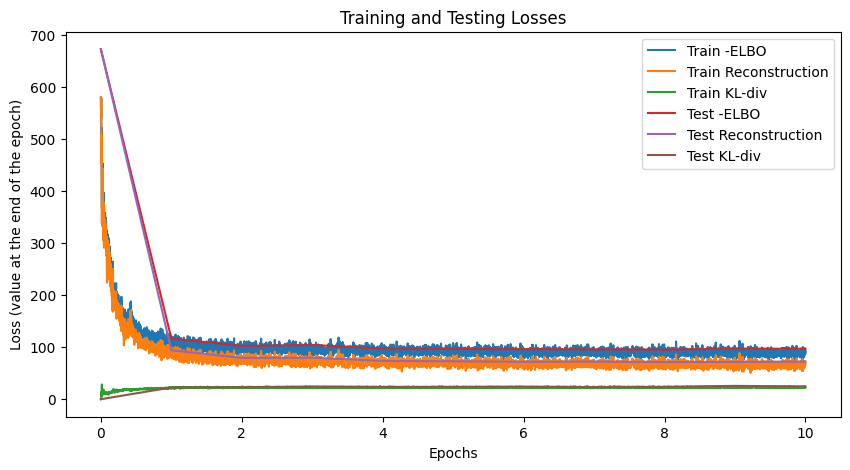 Training and Testing Losses
Loss (value at the end of the epoch)
700
600
500
400
300
200
100
0
Train -ELBO
Train Reconstruction
Train KL-div
Test -ELBO
Test Reconstruction
Test KL-div
0 2 4 6 8 10
Epochs